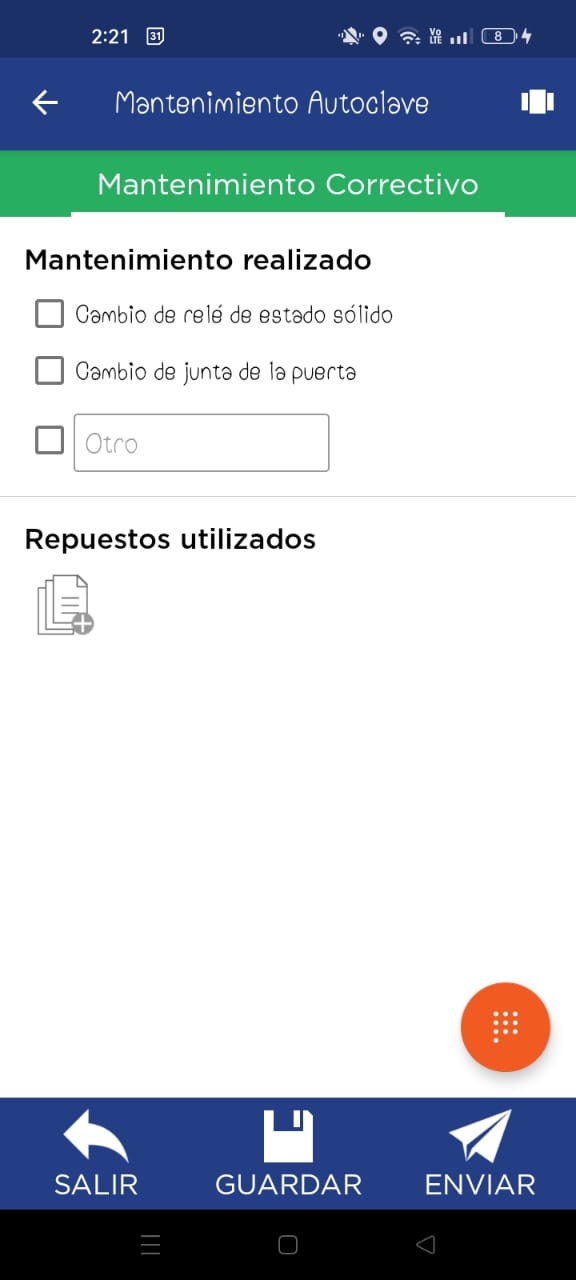 2:21 31 Vo LTE 8
Mantenimiento Autoclave
Mantenimiento Correctivo
Mantenimiento realizado
Cambio de relé de estado sólido
Cambio de junta de la puerta
Otro
Repuestos utilizados
SALIR GUARDAR ENVIAR